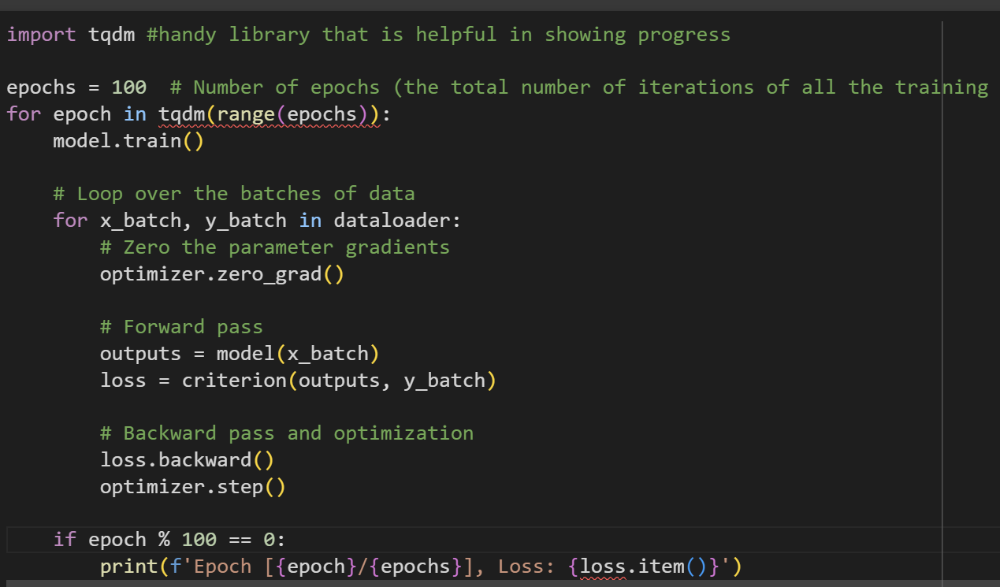 import tqdm #handy library that is helpful in showing progress
epochs = 100  # Number of epochs (the total number of iterations of all the training
for epoch in tqdm(range(epochs)):
    model.train()
    # Loop over the batches of data
    for x_batch, y_batch in dataloader:
        # Zero the parameter gradients
        optimizer.zero_grad()
        # Forward pass
        outputs = model(x_batch)
        loss = criterion(outputs, y_batch)
        # Backward pass and optimization
        loss.backward()
        optimizer.step()
    if epoch % 100 == 0:
        print(f'Epoch [{epoch}/{epochs}], Loss: {loss.item()}')